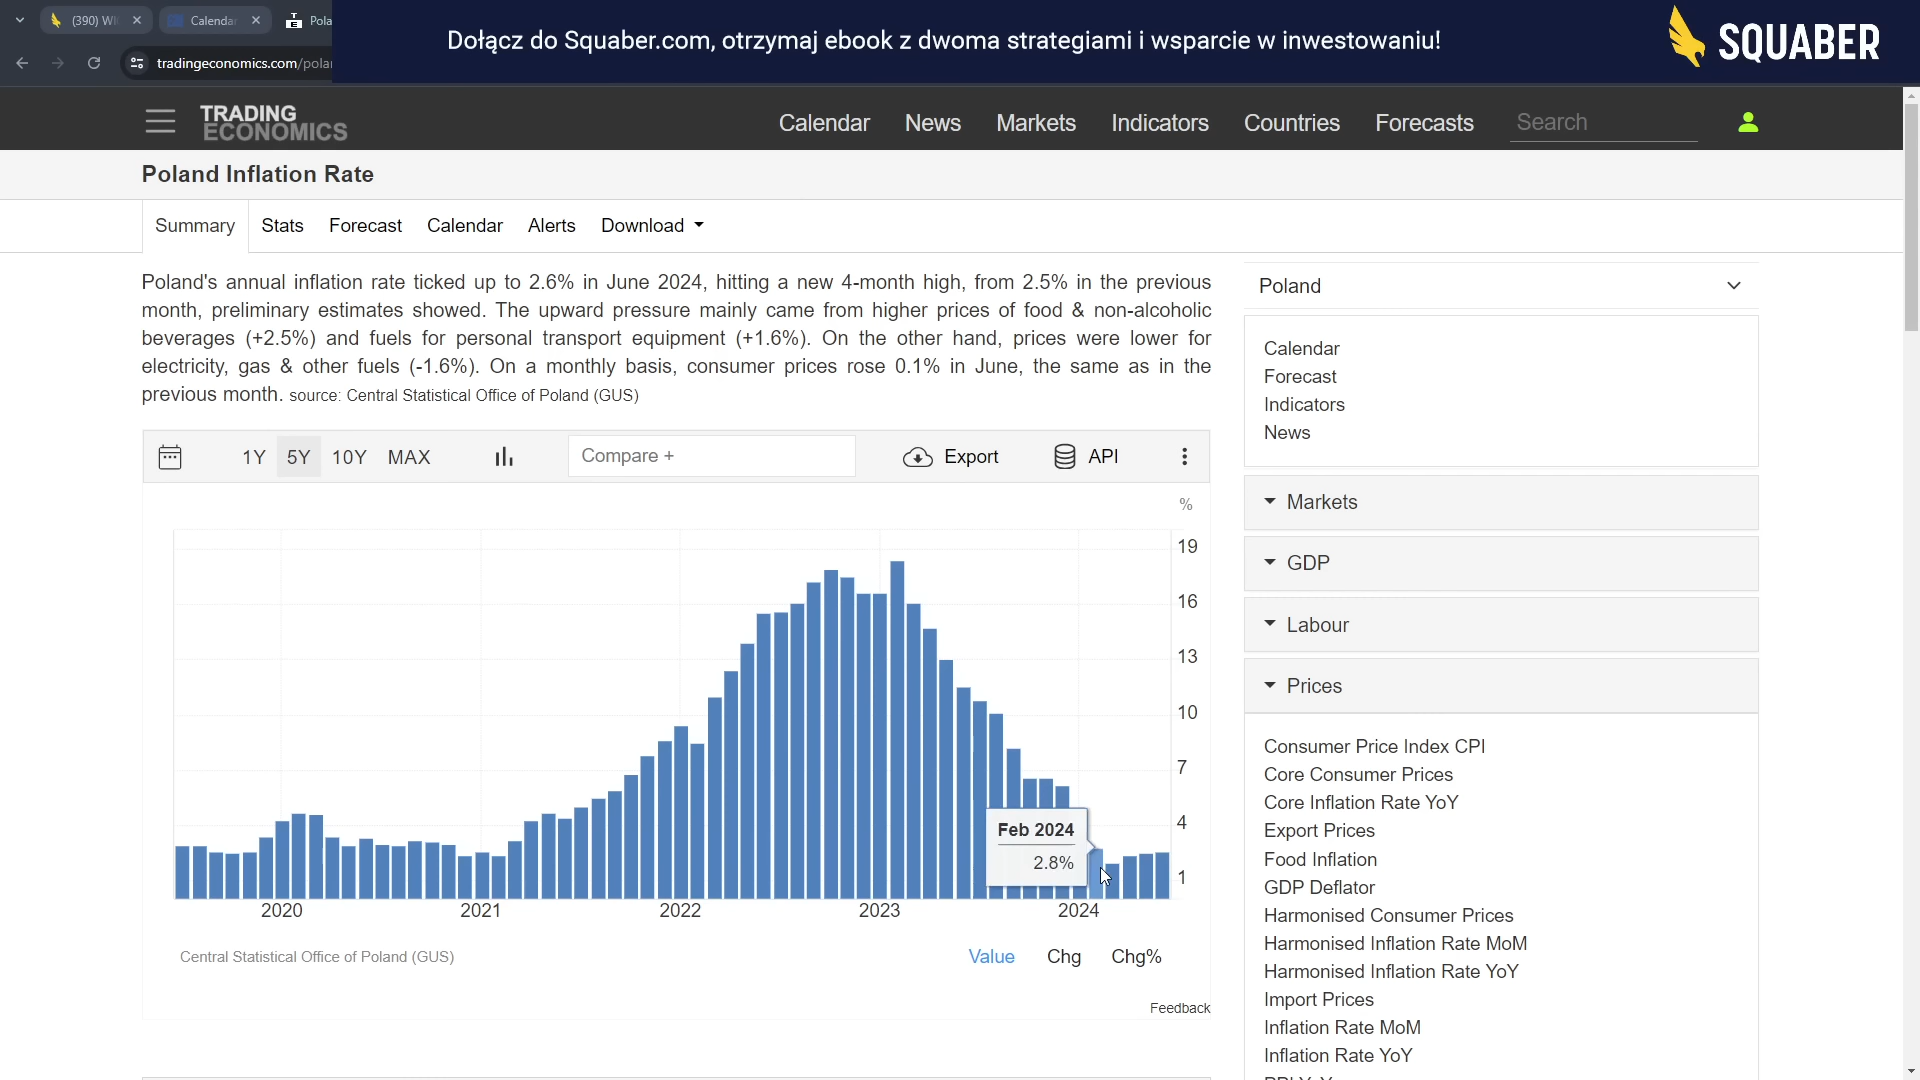 (390) Wi
Calendar
Pola
tradingeconomics.com/pola
Dołącz do Squaber.com, otrzymaj ebook z dwoma strategiami i wsparcie w inwestowaniu!
SQUABER
TRADING
ECONOMICS
Calendar News Markets Indicators Countries Forecasts Search
Poland Inflation Rate
Summary Stats Forecast Calendar Alerts Download
Poland's annual inflation rate ticked up to 2.6% in June 2024, hitting a new 4-month high, from 2.5% in the previous
month, preliminary estimates showed. The upward pressure mainly came from higher prices of food & non-alcoholic
beverages (+2.5%) and fuels for personal transport equipment (+1.6%). On the other hand, prices were lower for
electricity, gas & other fuels (-1.6%). On a monthly basis, consumer prices rose 0.1% in June, the same as in the
previous month. source: Central Statistical Office of Poland (GUS)
1Y 5Y 10Y MAX Compare + Export API
%
19
16
13
10
7
4
1
Feb 2024
2.8%
2020 2021 2022 2023 2024
Central Statistical Office of Poland (GUS)
Value Chg Chg%
Feedback
Poland
Calendar
Forecast
Indicators
News
Markets
GDP
Labour
Prices
Consumer Price Index CPI
Core Consumer Prices
Core Inflation Rate YoY
Export Prices
Food Inflation
GDP Deflator
Harmonised Consumer Prices
Harmonised Inflation Rate MoM
Harmonised Inflation Rate YoY
Import Prices
Inflation Rate MoM
Inflation Rate YoY